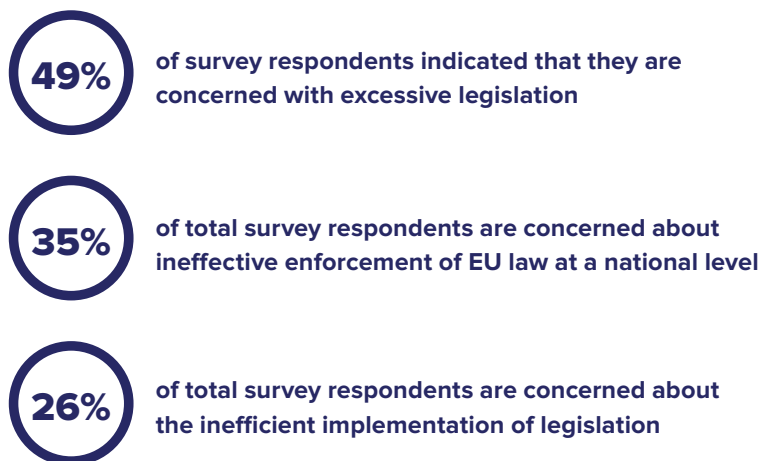 49%
of survey respondents indicated that they are
concerned with excessive legislation
35%
of total survey respondents are concerned about
ineffective enforcement of EU law at a national level
26%
of total survey respondents are concerned about
the inefficient implementation of legislation